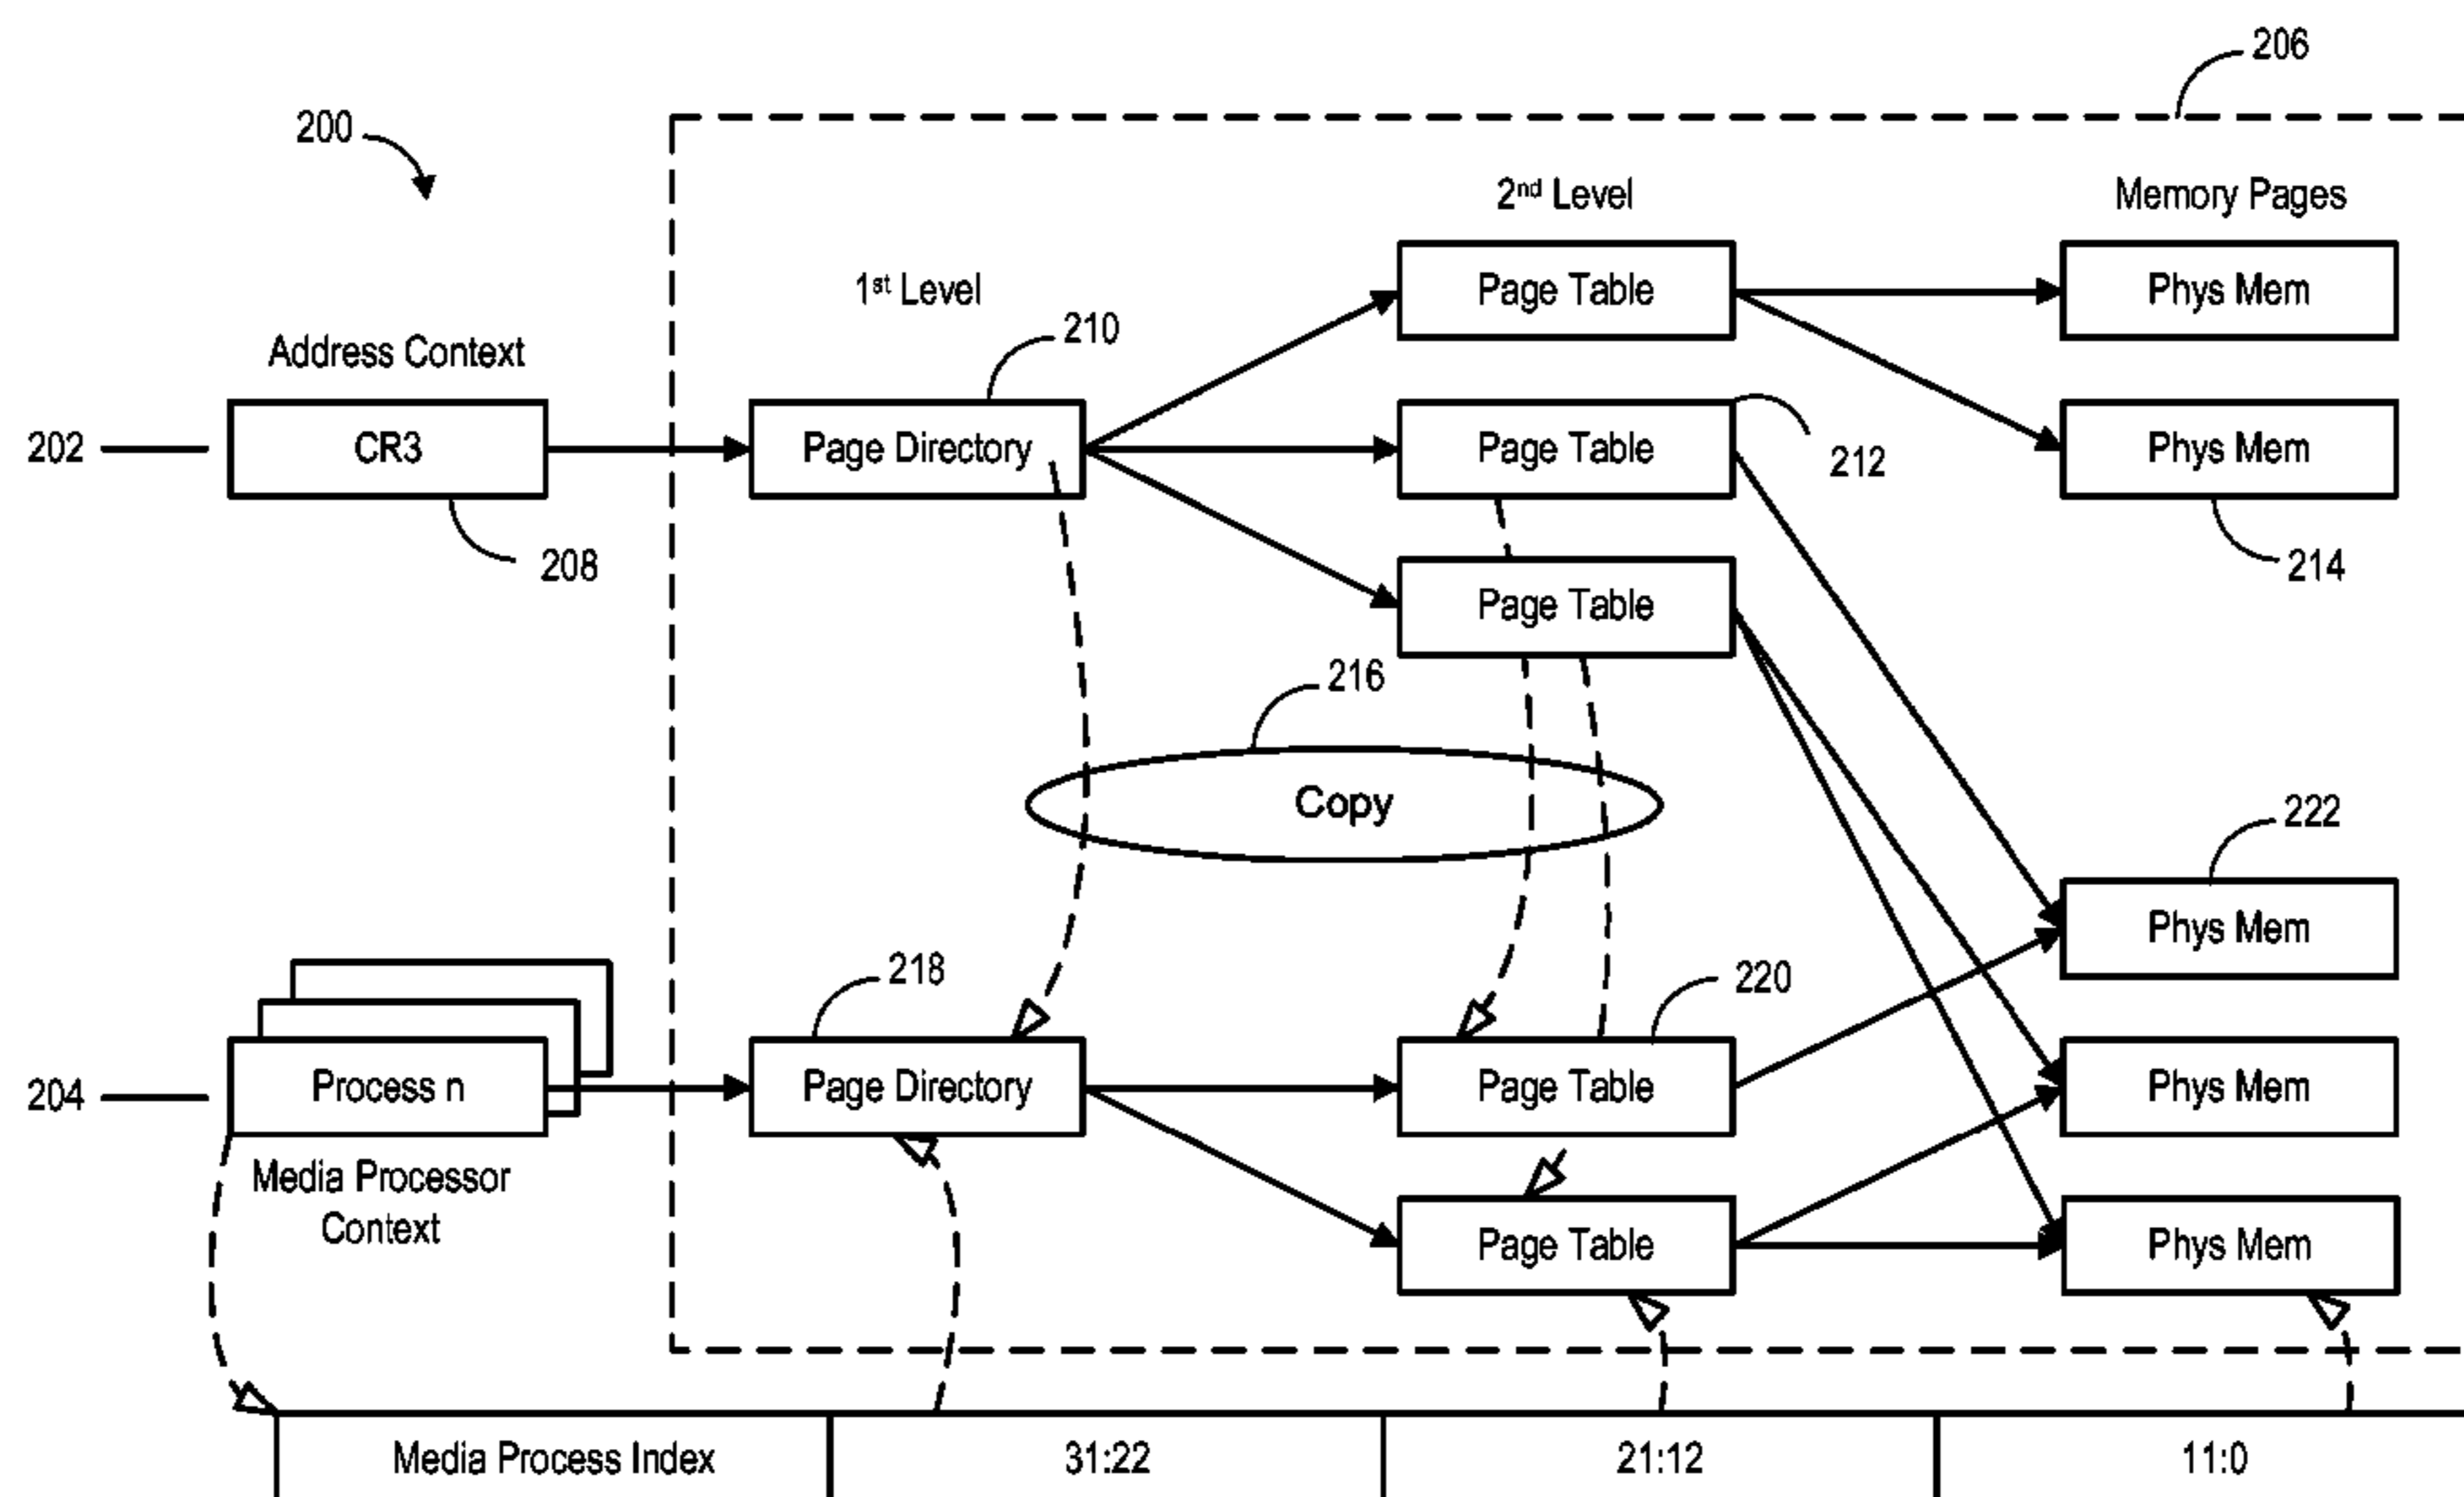 206
200
2nd Level
Memory Pages
Page Table
Phys Mem
1st Level
210
Address Context
202
CR3
Page Directory
Page Table
212
Phys Mem
208
214
Page Table
216
Copy
222
Phys Mem
218
220
204
Process n
Page Directory
Page Table
Phys Mem
Media Processor
Context
Page Table
Phys Mem
Media Process Index
31:22
21:12
11:0